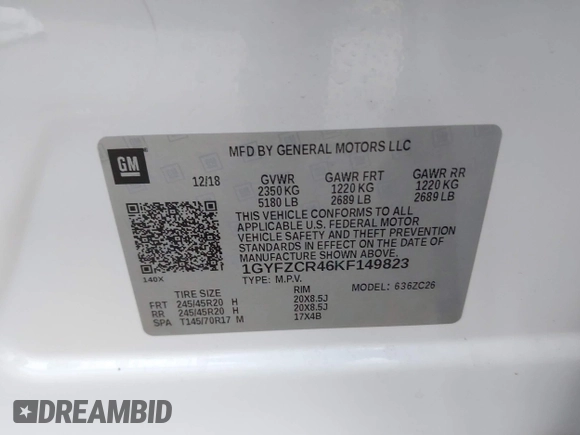 GM
MFD BY GENERAL MOTORS LLC
12/18 GVWR GAWR FRT GAWR RR
2350 KG 1220 KG 1220 KG
5180 LB 2689 LB 2689 LB
THIS VEHICLE CONFORMS TO ALL
APPLICABLE U.S. FEDERAL MOTOR
VEHICLE SAFETY AND THEFT PREVENTION
STANDARDS IN EFFECT ON THE DATE OF
MANUFACTURE SHOWN ABOVE.
1GYFZCR46KF149823
140X
TYPE: M.P.V. MODEL: 636ZC26
TIRE SIZE RIM
FRT 245/45R20 H 20X8.5J
RR 245/45R20 H 20X8.5J
SPA T145/70R17 M 17X4B
DREAMBID